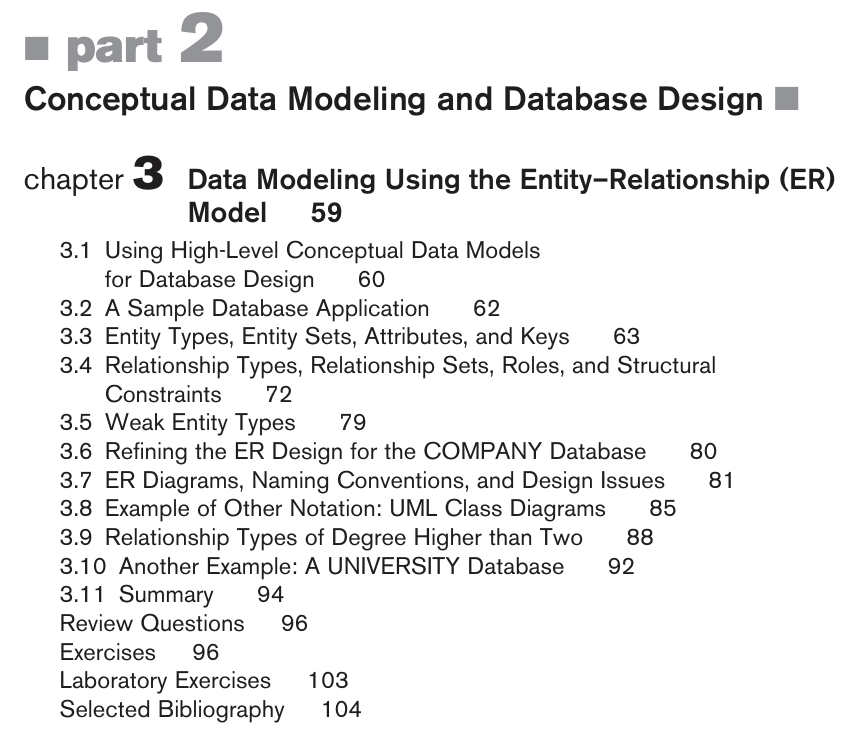 part 2
Conceptual Data Modeling and Database Design
chapter 3 Data Modeling Using the Entity–Relationship (ER)
Model 59
3.1 Using High-Level Conceptual Data Models
for Database Design 60
3.2 A Sample Database Application 62
3.3 Entity Types, Entity Sets, Attributes, and Keys 63
3.4 Relationship Types, Relationship Sets, Roles, and Structural
Constraints 72
3.5 Weak Entity Types 79
3.6 Refining the ER Design for the COMPANY Database 80
3.7 ER Diagrams, Naming Conventions, and Design Issues 81
3.8 Example of Other Notation: UML Class Diagrams 85
3.9 Relationship Types of Degree Higher than Two 88
3.10 Another Example: A UNIVERSITY Database 92
3.11 Summary 94
Review Questions 96
Exercises 96
Laboratory Exercises 103
Selected Bibliography 104